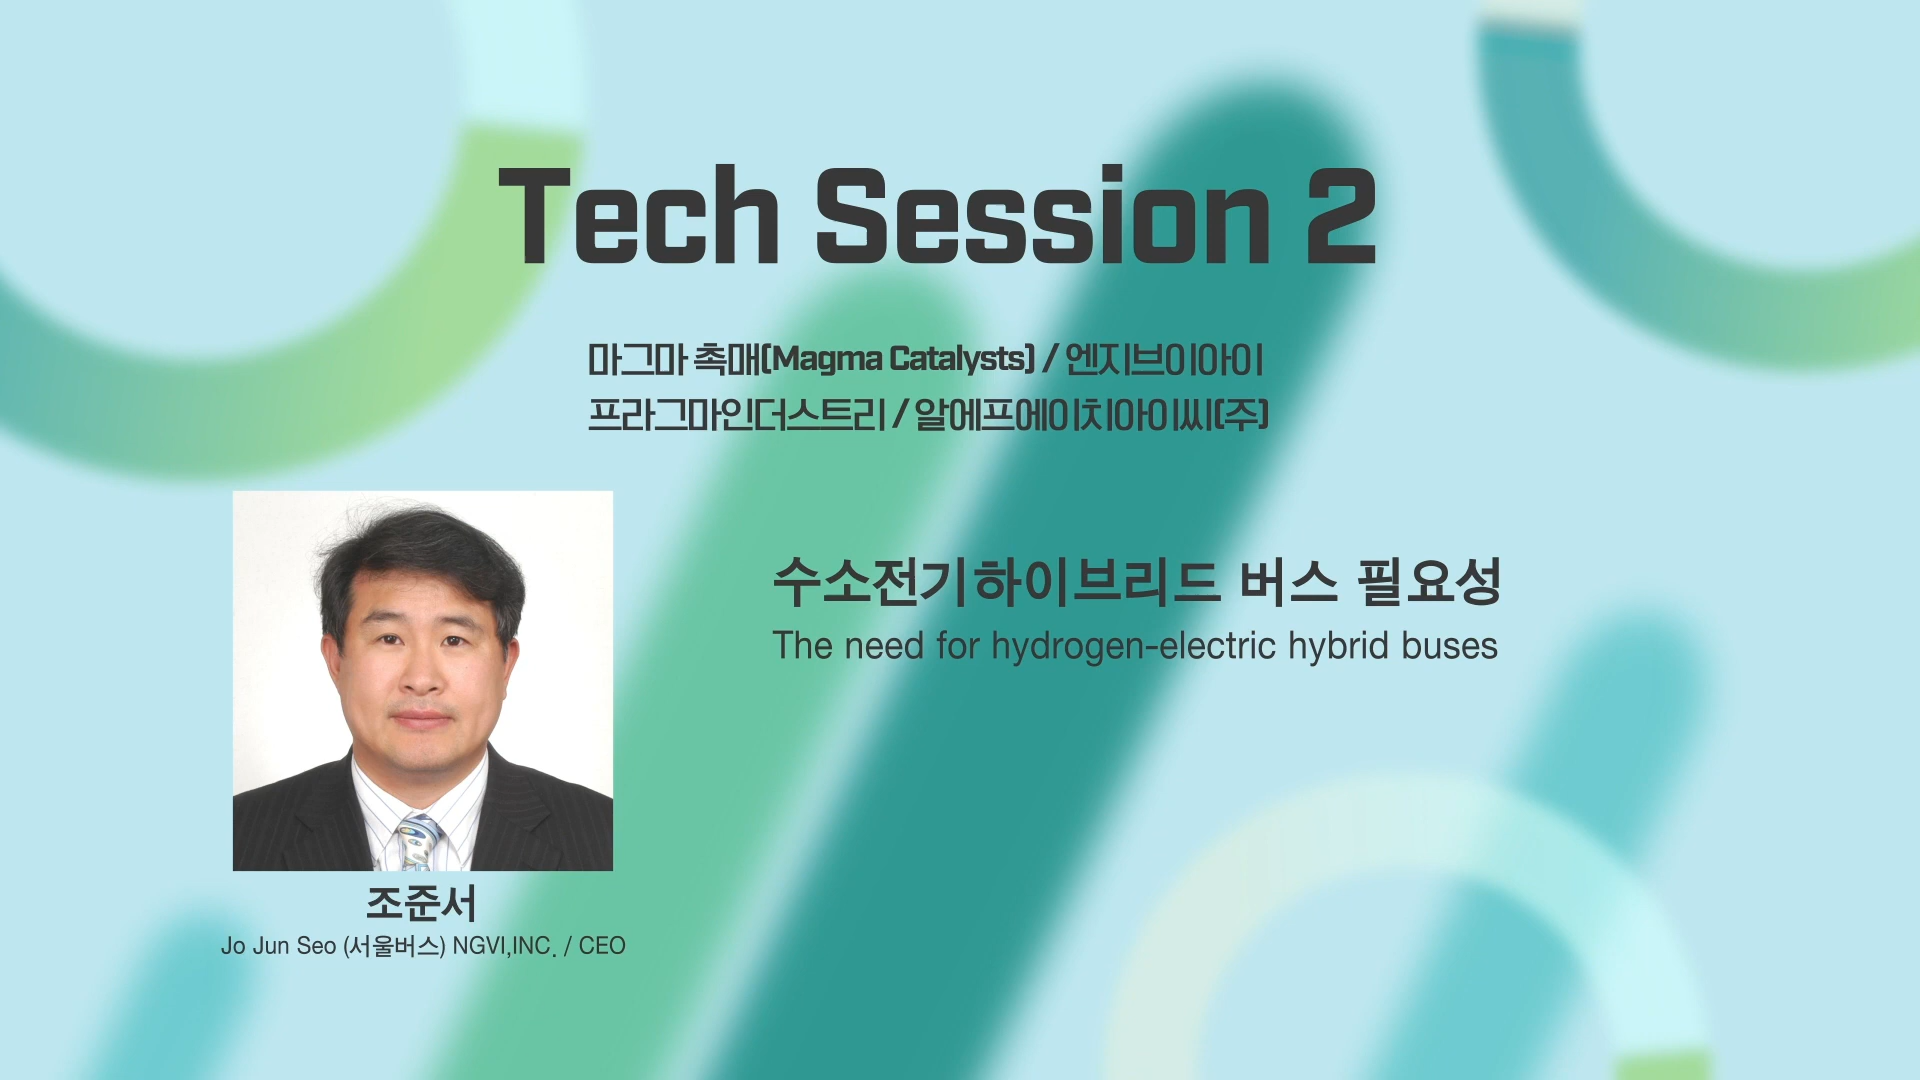 Tech Session 2
마그마 촉매(Magma Catalysts) / 엔지브이아이
프라그마인더스트리 / 알에프에이치아이씨(주)
수소전기하이브리드 버스 필요성
The need for hydrogen-electric hybrid buses
조준서
Jo Jun Seo (서울버스) NGVI,INC. / CEO